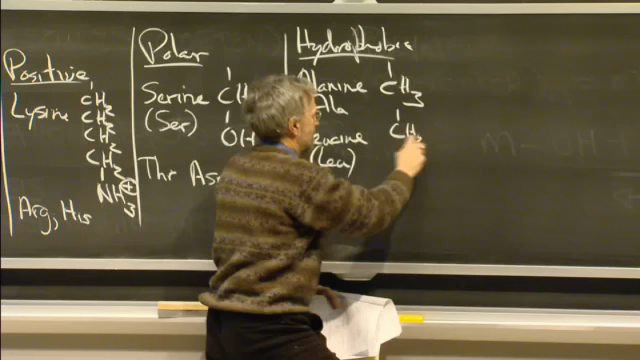 Positive
Lysine CH2
CH2
CH2
CH2
NH3 +
Arg, His
Polar
Serine CH
(Ser) OH
Thr
Hydrophobic
Alanine CH3
Ala
CH2
(Leu)